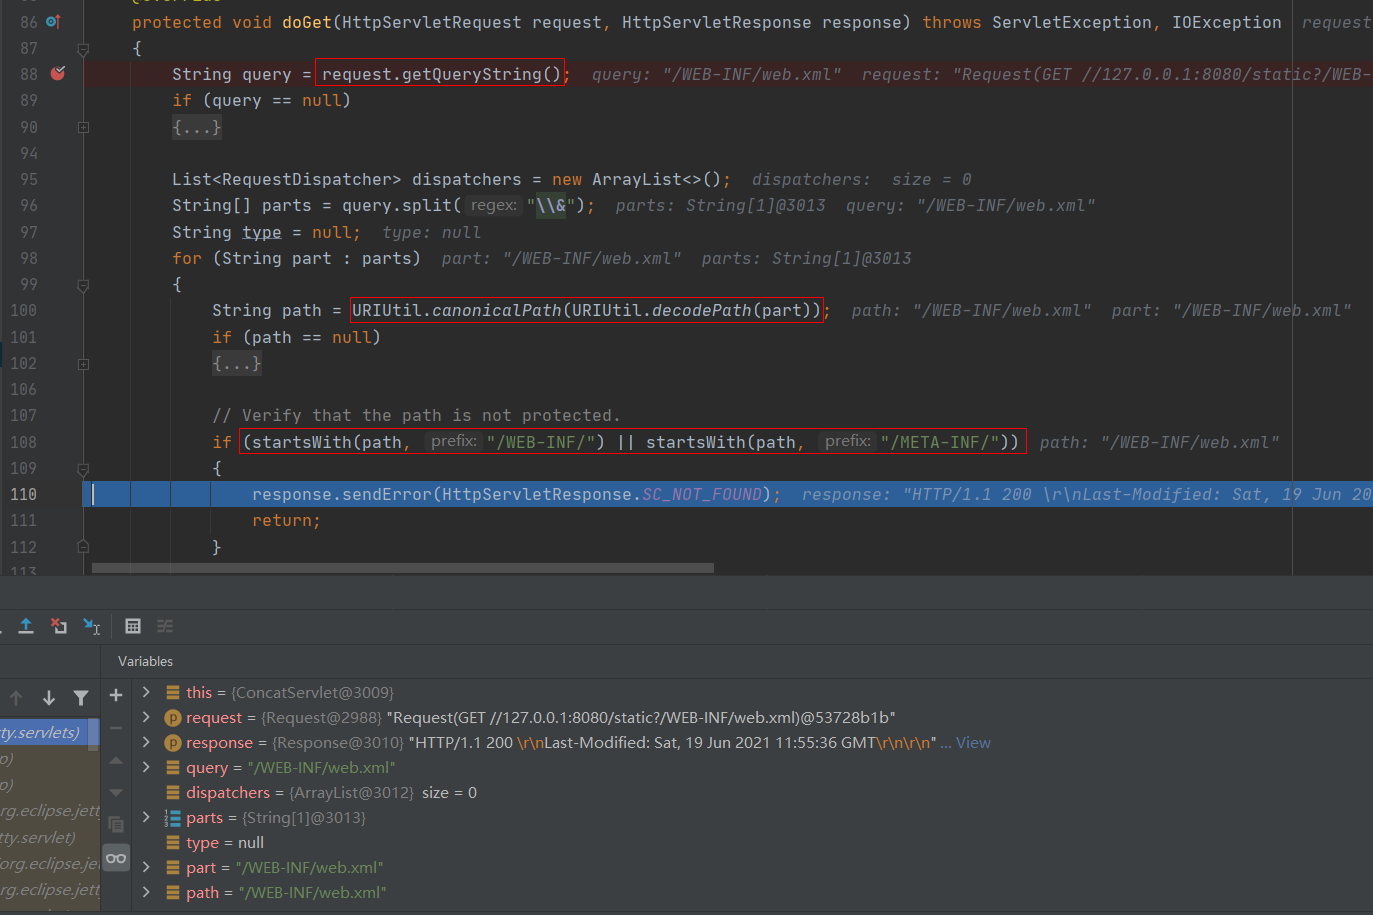 86 protected void doGet(HttpServletRequest request, HttpServletResponse response) throws ServletException, IOException request
87 {
88 String query = request.getQueryString(); query: "/WEB-INF/web.xml" request: "Request(GET //127.0.0.1:8080/static?/WEB-
89 if (query == null)
90 {...}
94
95 List<RequestDispatcher> dispatchers = new ArrayList<>(); dispatchers: size = 0
96 String[] parts = query.split( regex: "\\&"); parts: String[1]@3013 query: "/WEB-INF/web.xml"
97 String type = null; type: null
98 for (String part : parts) part: "/WEB-INF/web.xml" parts: String[1]@3013
99 {
100 String path = URIUtil.canonicalPath(URIUtil.decodePath(part)); path: "/WEB-INF/web.xml" part: "/WEB-INF/web.xml"
101 if (path == null)
102 {...}
106
107 // Verify that the path is not protected.
108 if (startsWith(path, prefix: "/WEB-INF/") || startsWith(path, prefix: "/META-INF/")) path: "/WEB-INF/web.xml"
109 {
110 response.sendError(HttpServletResponse.SC_NOT_FOUND); response: "HTTP/1.1 200 \r\nLast-Modified: Sat, 19 Jun 20
111 return;
112 }
113
Variables
this = {ConcatServlet@3009}
request = {Request@2988} "Request(GET //127.0.0.1:8080/static?/WEB-INF/web.xml)@53728b1b"
response = {Response@3010} "HTTP/1.1 200 \r\nLast-Modified: Sat, 19 Jun 2021 11:55:36 GMT\r\n\r\n" ... View
query = "/WEB-INF/web.xml"
dispatchers = {ArrayList@3012} size = 0
parts = {String[1]@3013}
type = null
part = "/WEB-INF/web.xml"
path = "/WEB-INF/web.xml"
ty.servlets)
o)
p)
rg.eclipse.jetty
tty.servlet)
(org.eclipse.je
rg.eclipse.jetty